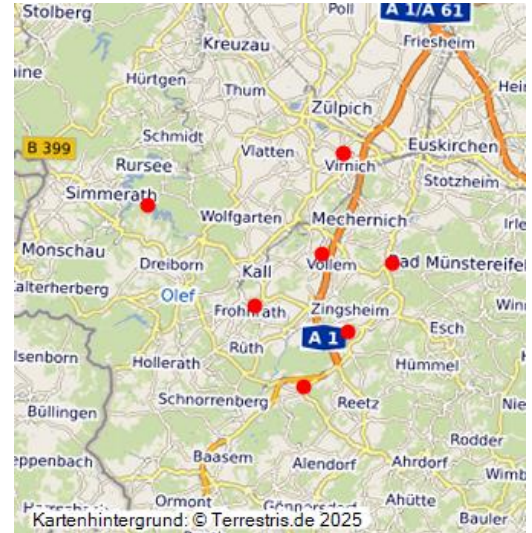 Stolberg
Poll
A 1/A 61
Kreuzau
Friesheim
Hürtgen
Thum
Zülpich
B 399
Schmidt
Vlatten
Virnich
Euskirchen
Rursee
Simmerath
Stotzheim
Wolfgarten
Mechernich
Monschau
Dreiborn
Kall
Vollem
Bad Münstereifel
Olef
Frohnrath
Zingsheim
A 1
Esch
Rüth
Hollerath
Hümmel
Schnorrenberg
Reetz
Büllingen
Rodder
Baasem
Alendorf
Ahrdorf
Bauler
Ormont
Ahütte
Kartenhintergrund: © Terrestris.de 2025